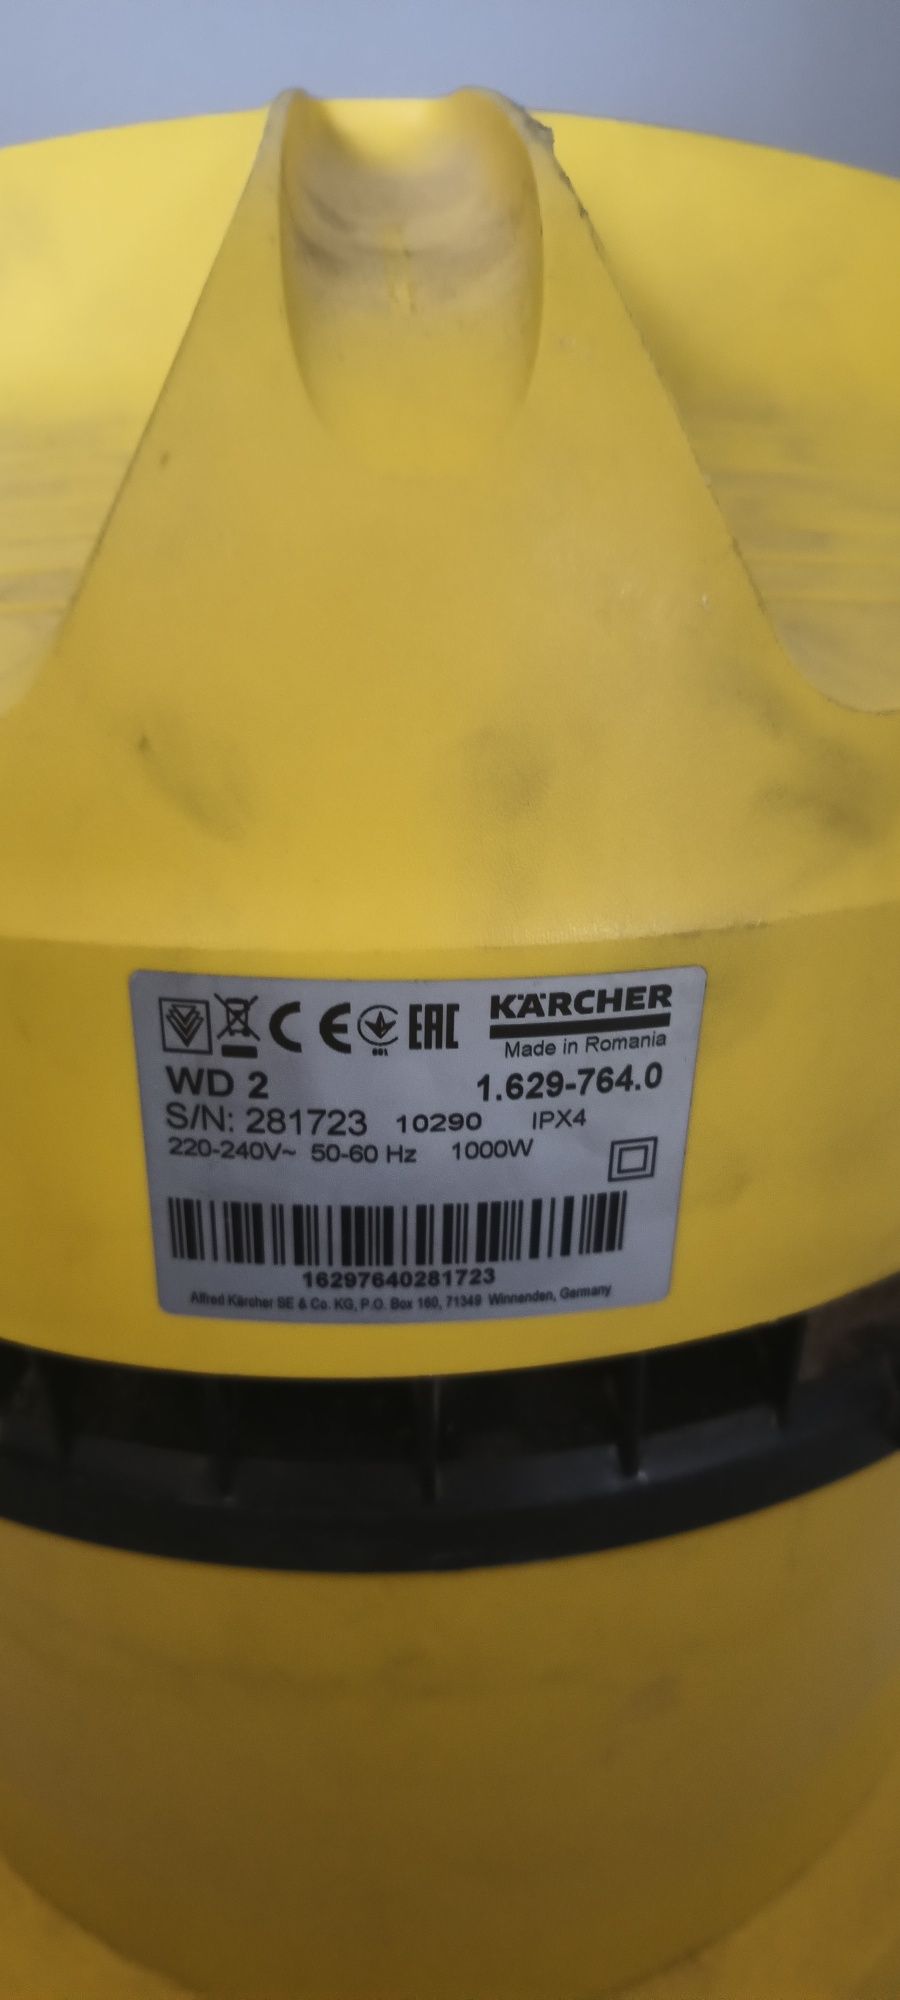 CE EAC KÄRCHER
001
Made in Romania
WD 2 1.629-764.0
S/N: 281723 10290 IPX4
220-240V~ 50-60 Hz 1000W
16297640281723
Alfred Kärcher SE & Co. KG, P.O. Box 160, 71349 Winnenden, Germany